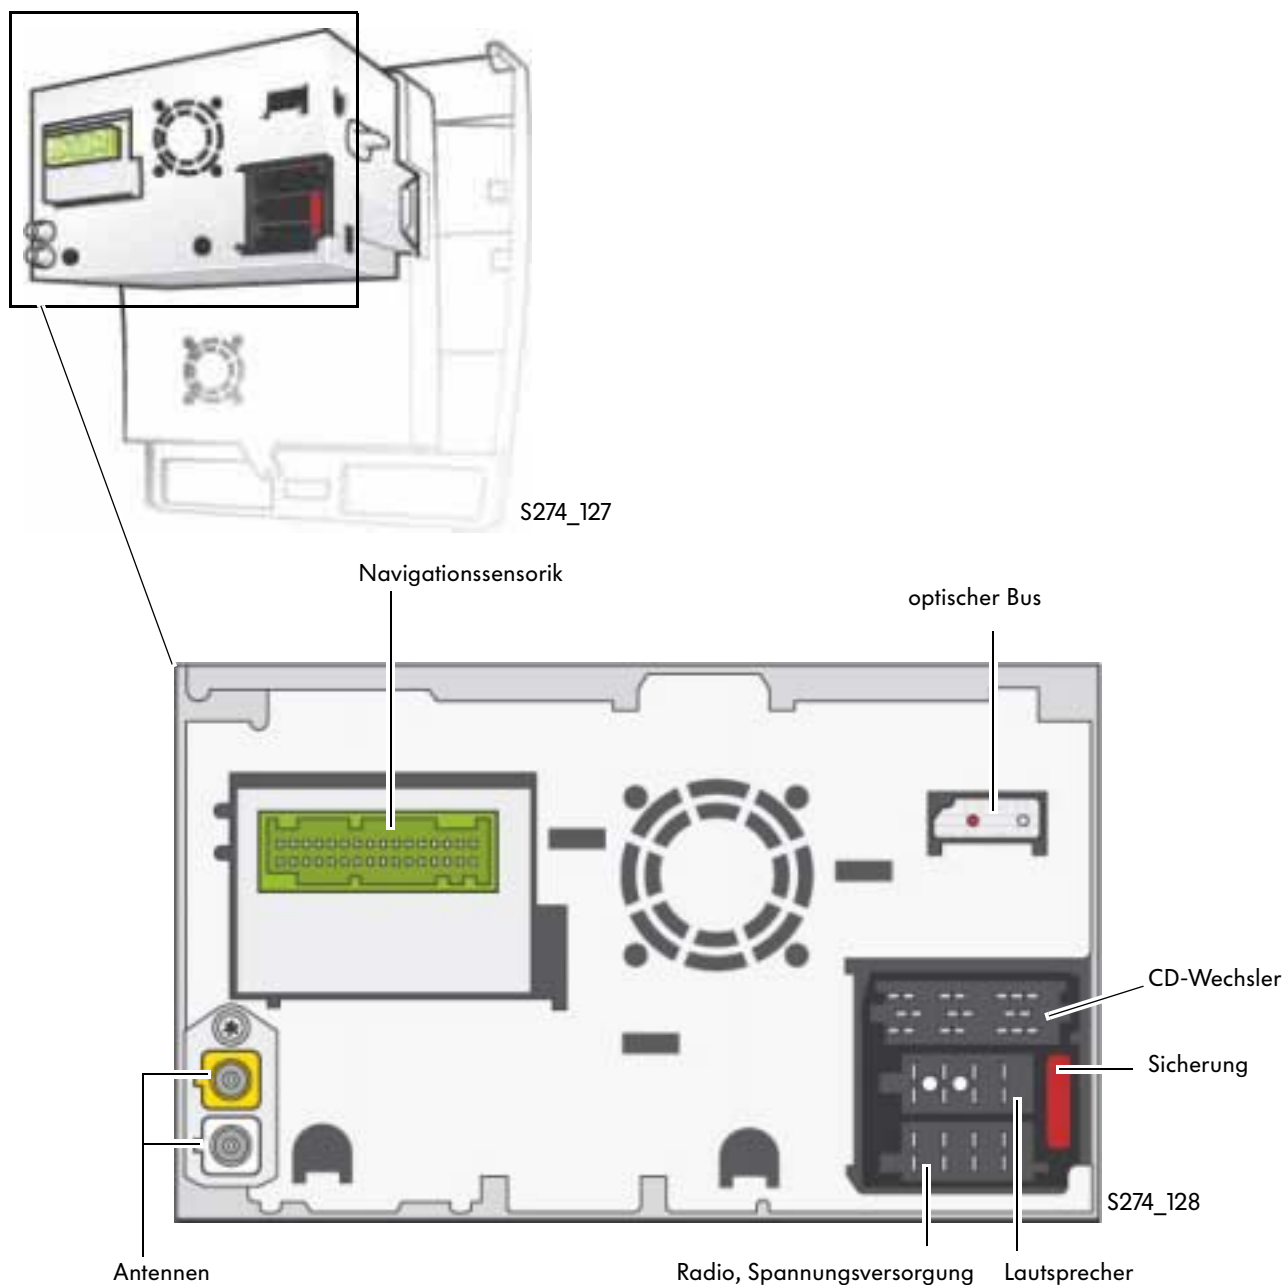 S274_127
Navigationssensorik
optischer Bus
CD-Wechsler
Sicherung
S274_128
Antennen
Radio, Spannungsversorgung
Lautsprecher